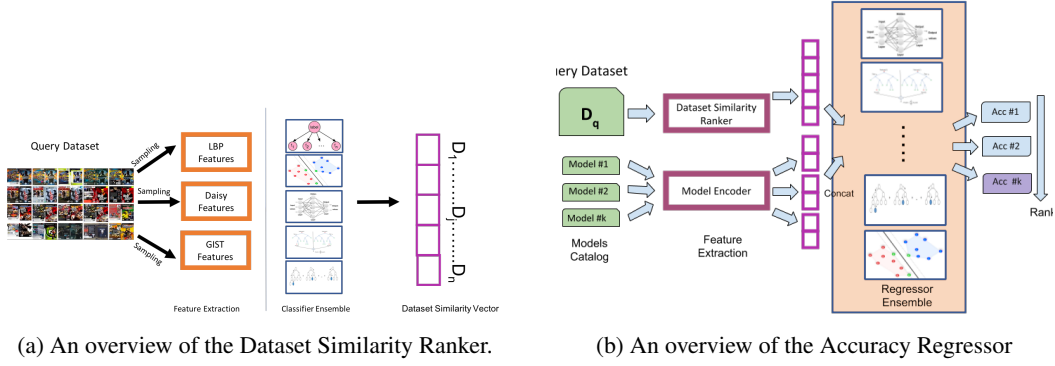 Query Dataset
Sampling
Sampling
Sampling
LBP
Features
Daisy
Features
GIST
Features
Feature Extraction
Classifier Ensemble
D1.......Dj.......Dn
Dataset Similarity Vector
(a) An overview of the Dataset Similarity Ranker.
uery Dataset
D_q
Dataset Similarity
Ranker
Model #1
Model #2
Model #k
Model Encoder
Models
Catalog
Feature
Extraction
Concat
Regressor
Ensemble
Acc #1
Acc #2
Acc #k
Rank
(b) An overview of the Accuracy Regressor